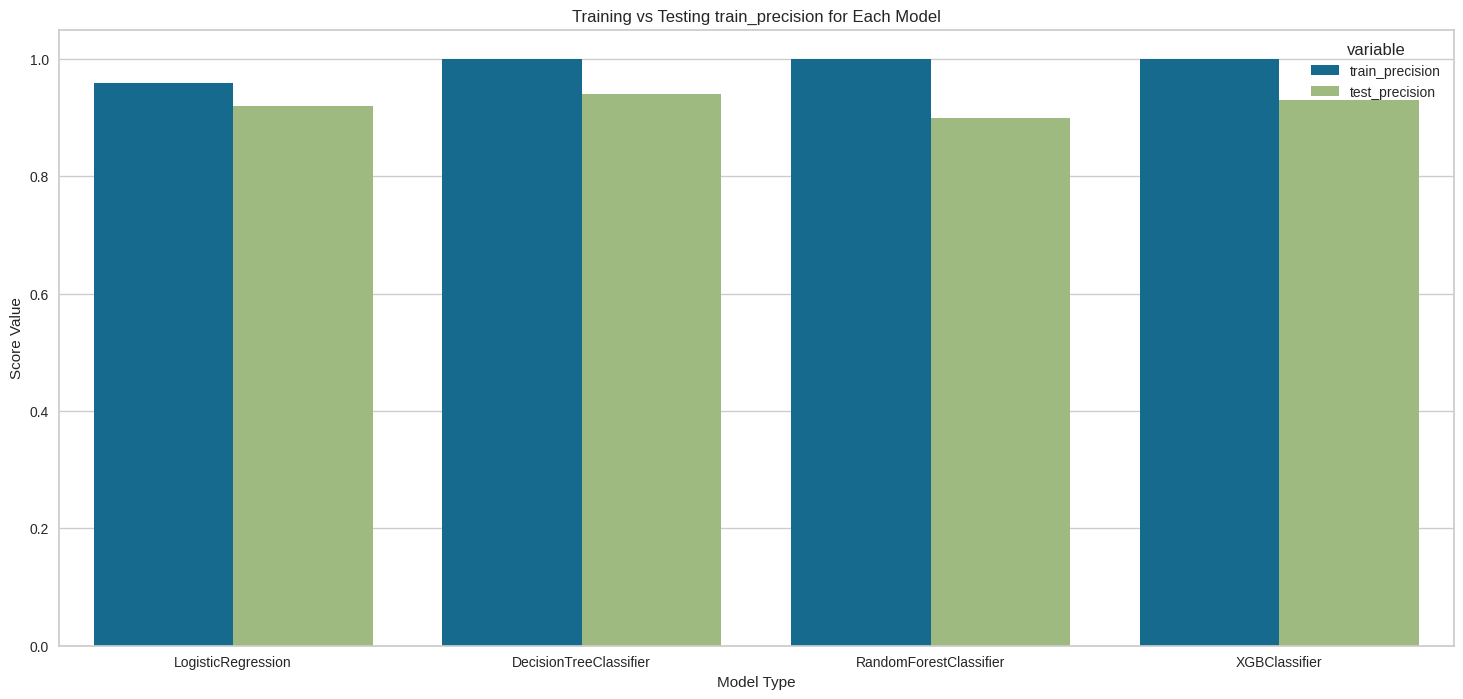 Training vs Testing train_precision for Each Model
variable
train_precision
test_precision
Score Value
1.0
0.8
0.6
0.4
0.2
0.0
LogisticRegression
DecisionTreeClassifier
RandomForestClassifier
XGBClassifier
Model Type